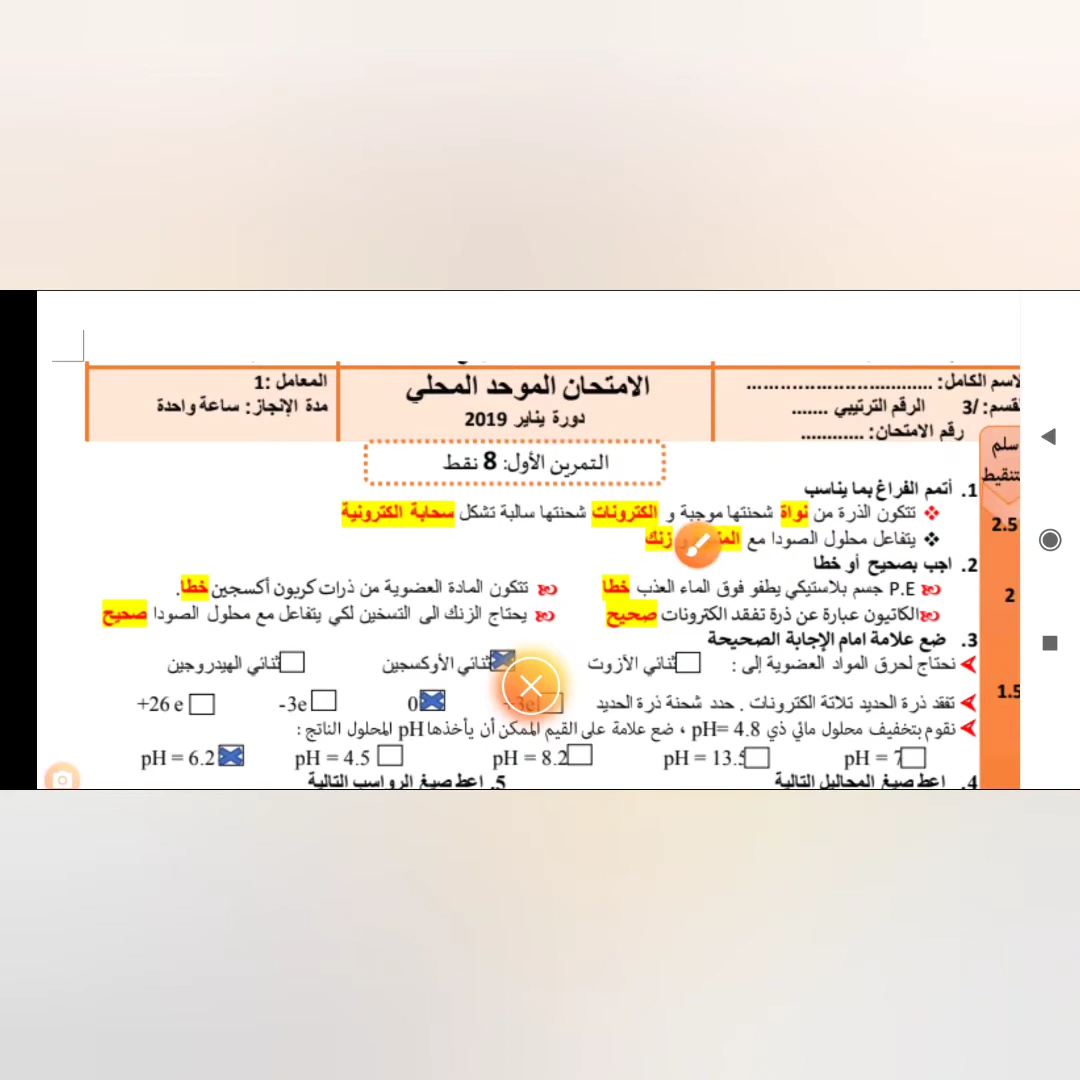 الاسم الكامل: ................................
القسم: /3 الرقم الترتيبي .......
رقم الامتحان: ............
الامتحان الموحد المحلي
دورة يناير 2019
المعامل :1
مدة الإنجاز: ساعة واحدة
سلم
التنقيط
التمرين الأول: 8 نقط
1. أتمم الفراغ بما يناسب
تتكون الذرة من نواة شحنتها موجبة و الكترونات شحنتها سالبة تشكل سحابة الكترونية
2.5
يتفاعل محلول الصودا مع زنك
2. اجب بصحيح أو خطا
P.E جسم بلاستيكي يطفو فوق الماء العذب خطا
تتكون المادة العضوية من ذرات كربون أكسجين خطا.
2
الكاتيون عبارة عن ذرة تفقد الكترونات صحيح
يحتاج الزنك الى التسخين لكي يتفاعل مع محلول الصودا صحيح
3. ضع علامة امام الإجابة الصحيحة
نحتاج لحرق المواد العضوية إلى : ثنائي الآزوت ثنائي الأوكسجين ثنائي الهيدروجين
1.5
تفقد ذرة الحديد تلاتة الكترونات . حدد شحنة ذرة الحديد 0 -3e +26 e
نقوم بتخفيف محلول مائي ذي pH= 4.8 ، ضع علامة على القيم الممكن أن يأخذها pH المحلول الناتج :
pH = 7 pH = 13.5 pH = 8.2 pH = 4.5 pH = 6.2
4. اعط صيغ المحاليل التالية 5. اعط صيغ الرواسب التالية